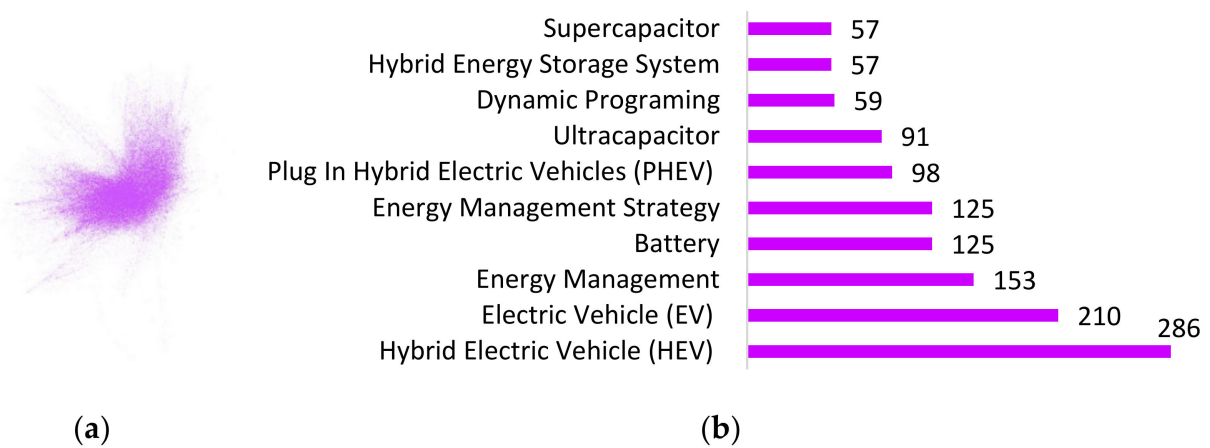 Supercapacitor 57
Hybrid Energy Storage System 57
Dynamic Programing 59
Ultracapacitor 91
Plug In Hybrid Electric Vehicles (PHEV) 98
Energy Management Strategy 125
Battery 125
Energy Management 153
Electric Vehicle (EV) 210
Hybrid Electric Vehicle (HEV) 286
(a) (b)